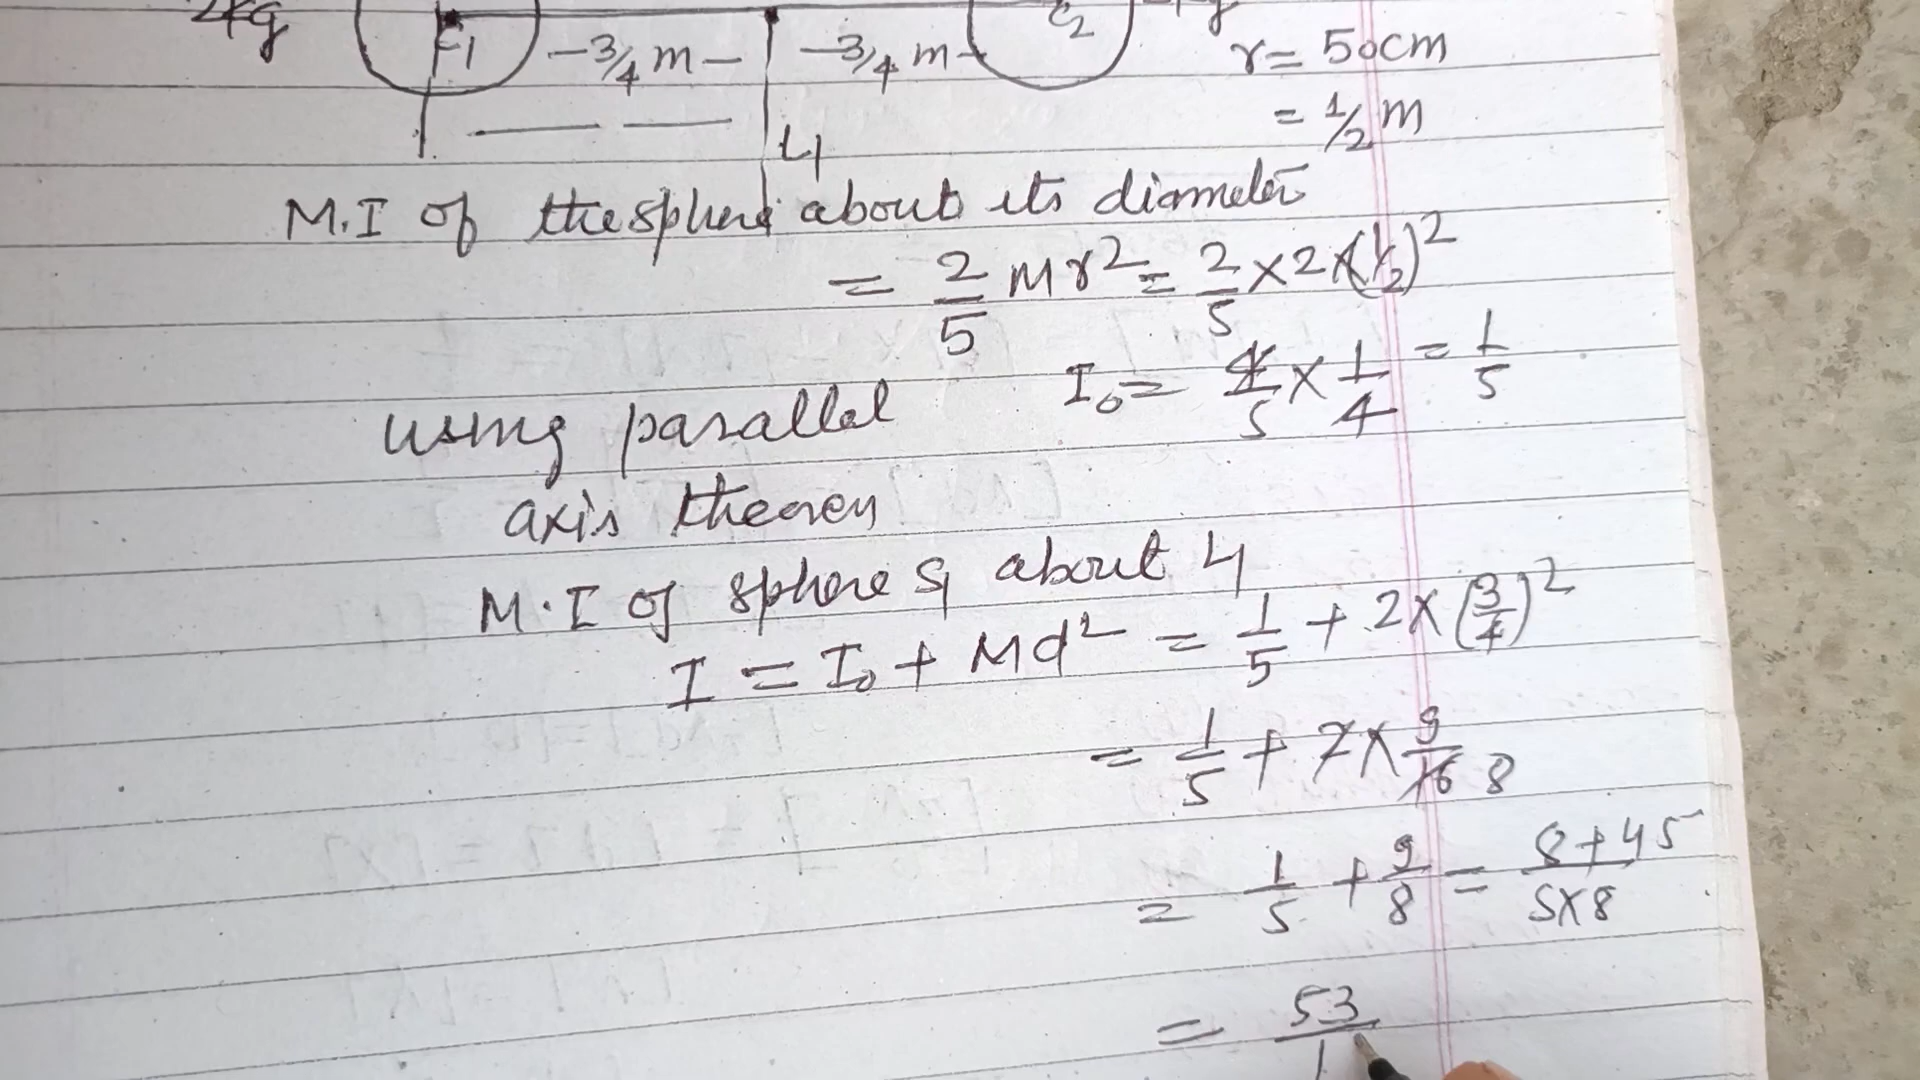 2kg
C1 - 3/4 m - - 3/4 m - C2
r = 50cm
= 1/2 m
L1
M.I of the sphere about its diameter
= 2/5 Mr² = 2/5 × 2 × (1/2)²
I₀ = 4/5 × 1/4 = 1/5
using parallel
axis theorem
M.I of sphere S1 about L1
I = I₀ + Md² = 1/5 + 2 × (3/4)²
= 1/5 + 2 × 9/16 8
= 1/5 + 9/8 = 8+45/5×8
= 53